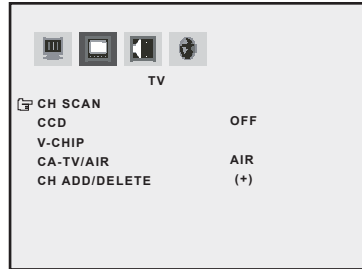 TV
CH SCAN
CCD OFF
V-CHIP
CA-TV/AIR AIR
CH ADD/DELETE (+)